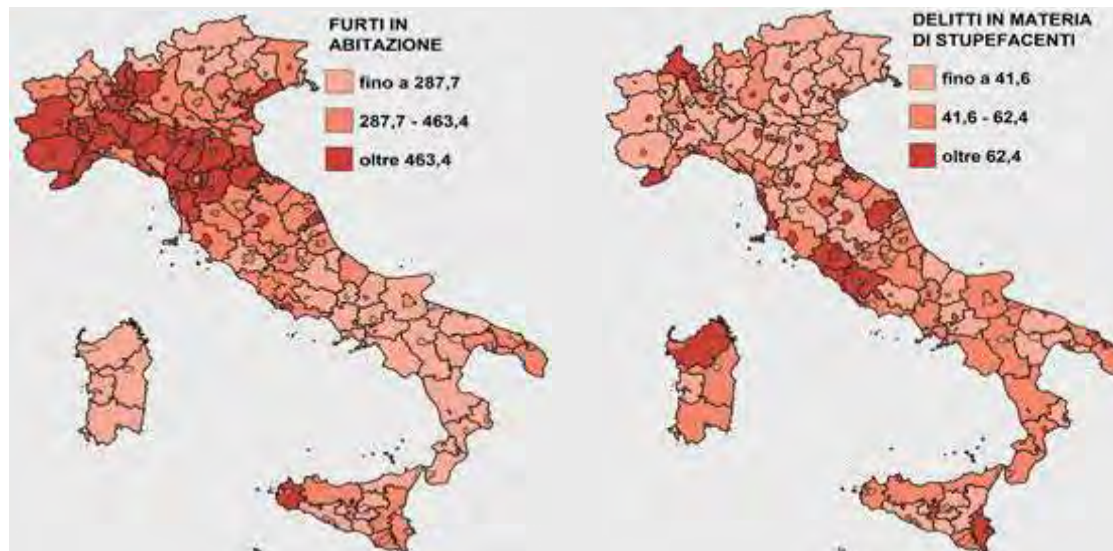 FURTI IN
ABITAZIONE
fino a 287,7
287,7 - 463,4
oltre 463,4
DELITTI IN MATERIA
DI STUPEFACENTI
fino a 41,6
41,6 - 62,4
oltre 62,4